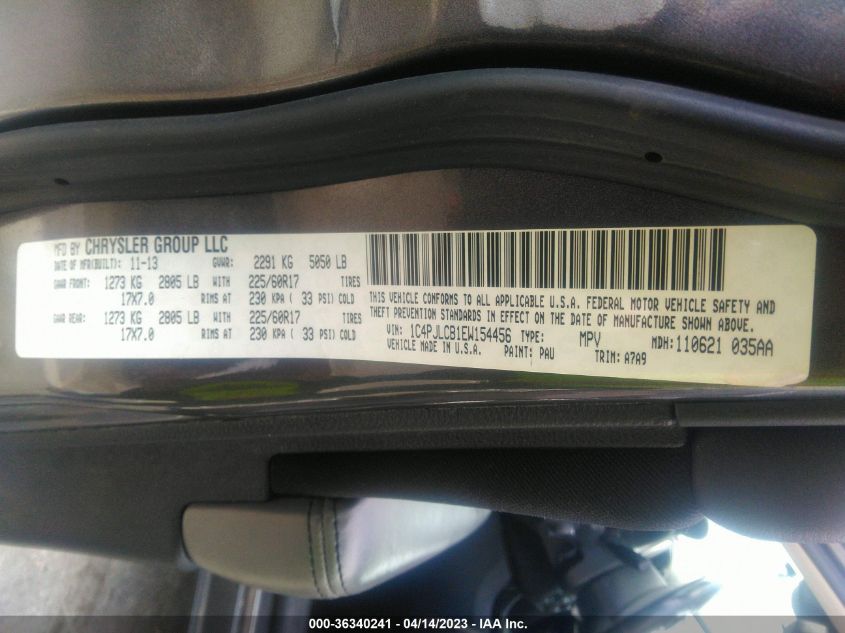 MFD BY CHRYSLER GROUP LLC
DATE OF MFR(BUILT): 11-13 GVWR: 2291 KG 5050 LB
GAWR FRONT: 1273 KG 2805 LB WITH 225/60R17 TIRES
17X7.0 RIMS AT 230 KPA ( 33 PSI) COLD
GAWR REAR: 1273 KG 2805 LB WITH 225/60R17 TIRES
17X7.0 RIMS AT 230 KPA ( 33 PSI) COLD
THIS VEHICLE CONFORMS TO ALL APPLICABLE U.S.A. FEDERAL MOTOR VEHICLE SAFETY AND
THEFT PREVENTION STANDARDS IN EFFECT ON THE DATE OF MANUFACTURE SHOWN ABOVE.
VIN: 1C4PJLCB1EW154456 TYPE: MPV MDH:110621 035AA
VEHICLE MADE IN U.S.A. PAINT: PAU TRIM: A7A9
000-36340241 - 04/14/2023 - © IAA Inc.